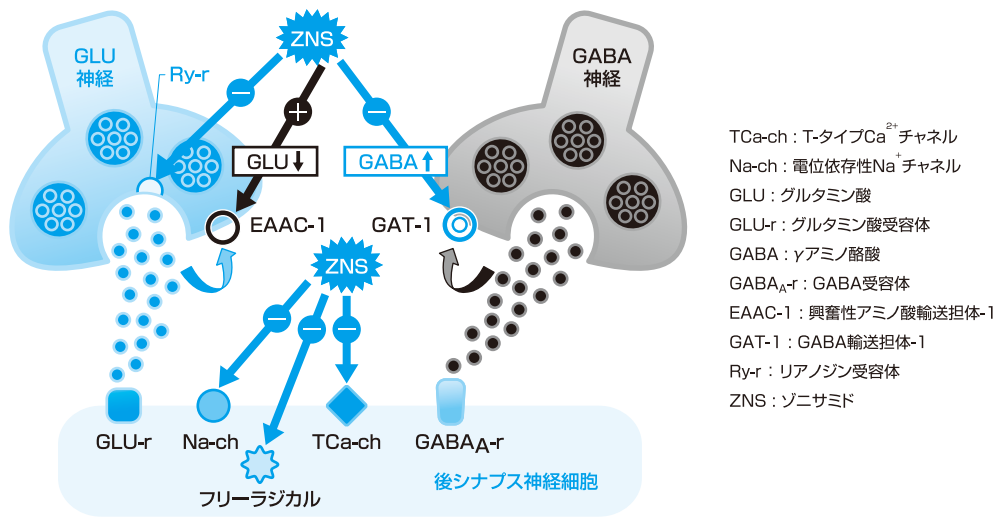 ZNS
GLU
神経
Ry-r
GABA
神経
−
+
−
GLU↓
GABA↑
EAAC-1
GAT-1
ZNS
−
−
−
GLU-r
Na-ch
TCa-ch
GABAA-r
フリーラジカル
後シナプス神経細胞
TCa-ch : T-タイプCa2+チャネル
Na-ch : 電位依存性Na+チャネル
GLU : グルタミン酸
GLU-r : グルタミン酸受容体
GABA : γアミノ酪酸
GABAA-r : GABA受容体
EAAC-1 : 興奮性アミノ酸輸送担体-1
GAT-1 : GABA輸送担体-1
Ry-r : リアノジン受容体
ZNS : ゾニサミド